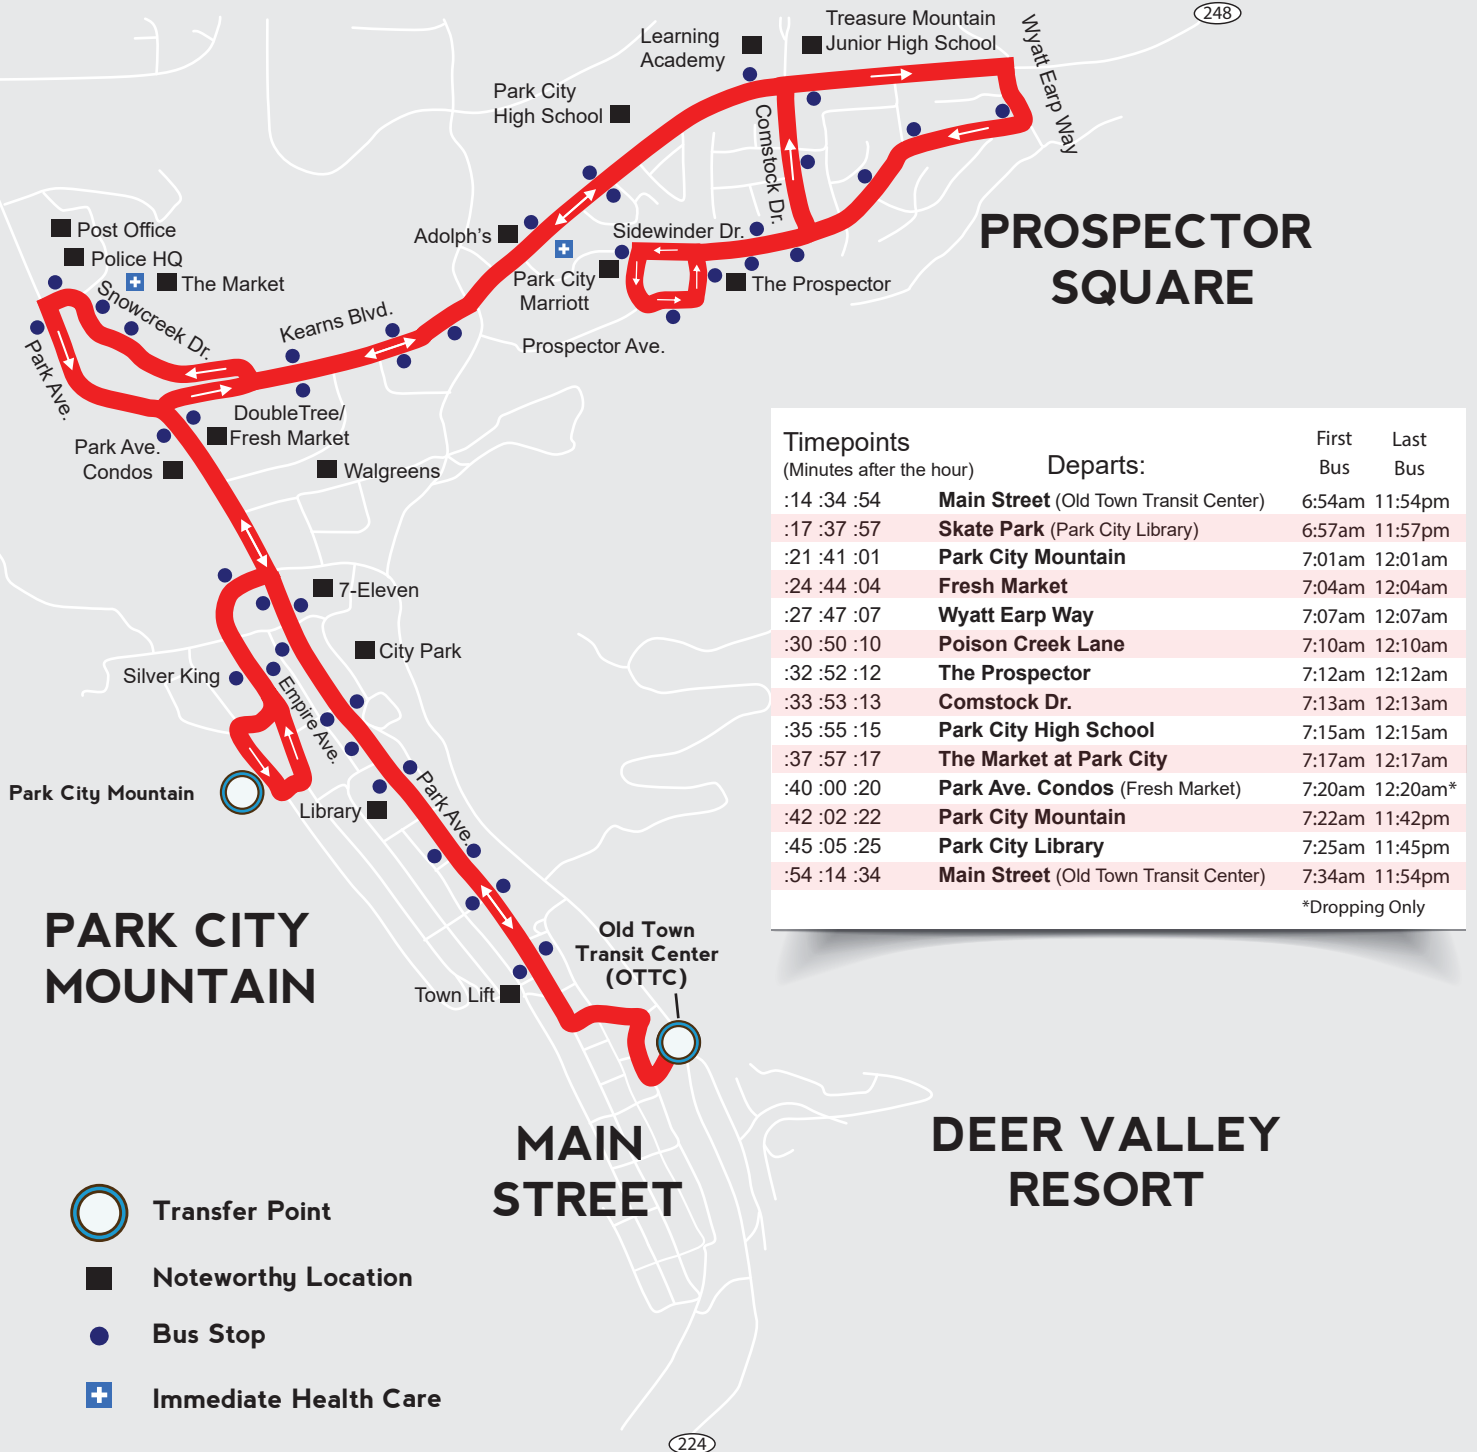 248
Treasure Mountain
Junior High School
Learning
Academy
Wyatt Earp Way
Park City
High School
Comstock Dr.
Post Office
Police HQ
The Market
Adolph's
Sidewinder Dr.
Park City
Marriott
The Prospector
PROSPECTOR
SQUARE
Snowcreek Dr.
Kearns Blvd.
Prospector Ave.
Park Ave.
DoubleTree/
Fresh Market
Park Ave.
Condos
Walgreens
7-Eleven
City Park
Silver King
Empire Ave.
Park City Mountain
Library
Park Ave.
PARK CITY
MOUNTAIN
Old Town
Transit Center
(OTTC)
Town Lift
MAIN
STREET
DEER VALLEY
RESORT
Timepoints
(Minutes after the hour)
Departs:
First
Bus
Last
Bus
:14 :34 :54 Main Street (Old Town Transit Center) 6:54am 11:54pm
:17 :37 :57 Skate Park (Park City Library) 6:57am 11:57pm
:21 :41 :01 Park City Mountain 7:01am 12:01am
:24 :44 :04 Fresh Market 7:04am 12:04am
:27 :47 :07 Wyatt Earp Way 7:07am 12:07am
:30 :50 :10 Poison Creek Lane 7:10am 12:10am
:32 :52 :12 The Prospector 7:12am 12:12am
:33 :53 :13 Comstock Dr. 7:13am 12:13am
:35 :55 :15 Park City High School 7:15am 12:15am
:37 :57 :17 The Market at Park City 7:17am 12:17am
:40 :00 :20 Park Ave. Condos (Fresh Market) 7:20am 12:20am*
:42 :02 :22 Park City Mountain 7:22am 11:42pm
:45 :05 :25 Park City Library 7:25am 11:45pm
:54 :14 :34 Main Street (Old Town Transit Center) 7:34am 11:54pm
*Dropping Only
Transfer Point
Noteworthy Location
Bus Stop
Immediate Health Care
224